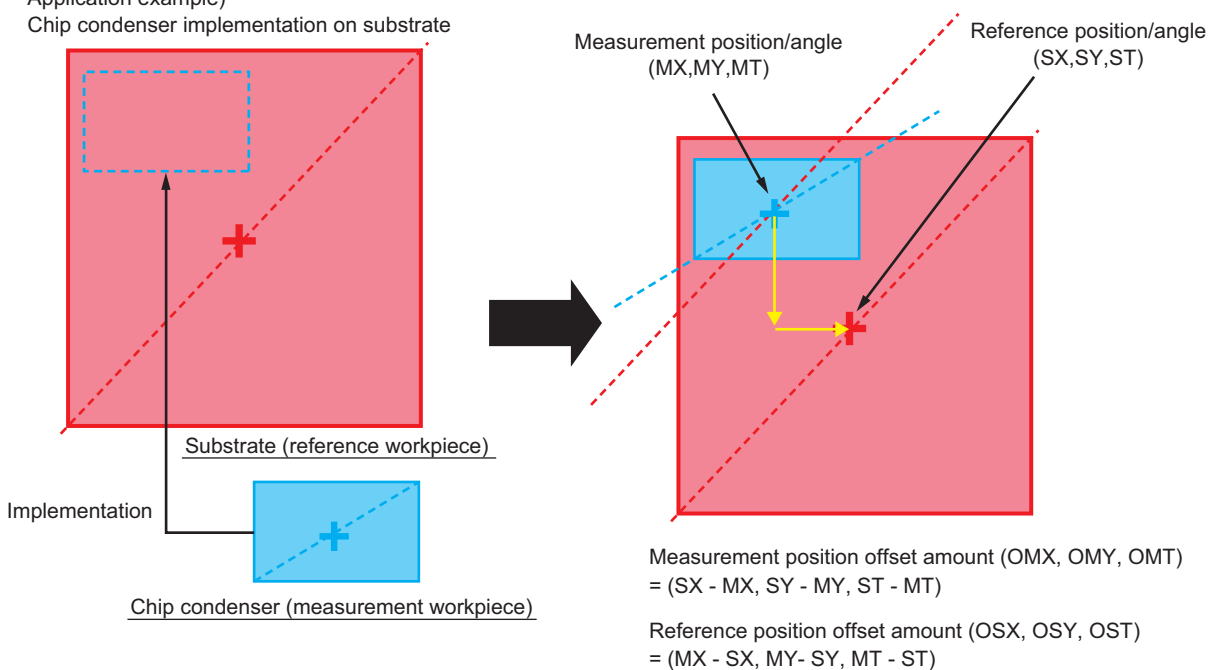 Application example)
Chip condenser implementation on substrate
Substrate (reference workpiece)
Implementation
Chip condenser (measurement workpiece)
Measurement position/angle
(MX,MY,MT)
Reference position/angle
(SX,SY,ST)
Measurement position offset amount (OMX, OMY, OMT)
= (SX - MX, SY - MY, ST - MT)
Reference position offset amount (OSX, OSY, OST)
= (MX - SX, MY- SY, MT - ST)